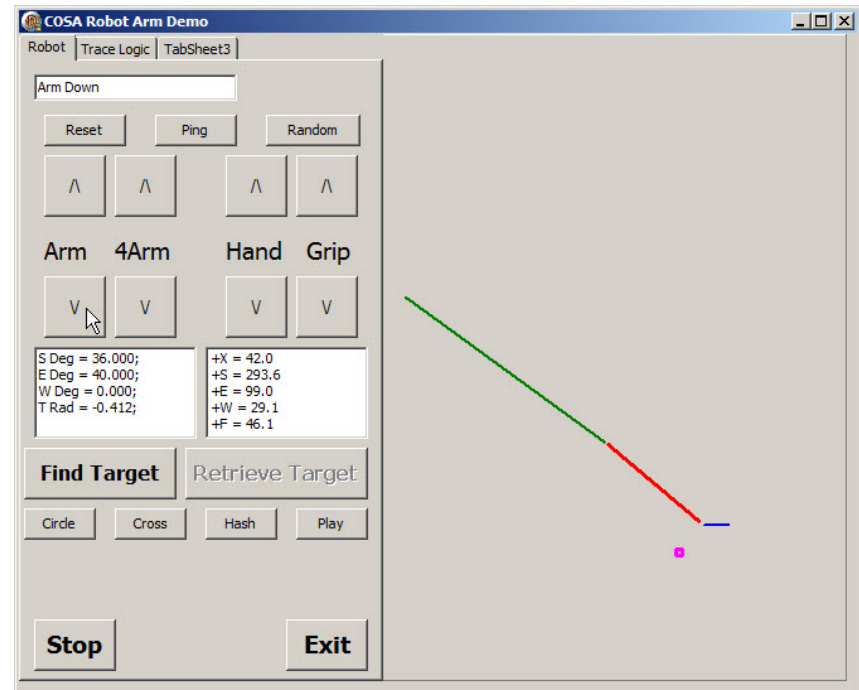 COSA Robot Arm Demo
Robot Trace Logic TabSheet3
Arm Down
Reset Ping Random
/\ /\ /\ /\
Arm 4Arm Hand Grip
\/ \/ \/ \/
S Deg = 36.000;
E Deg = 40.000;
W Deg = 0.000;
T Rad = -0.412;
+X = 42.0
+S = 293.6
+E = 99.0
+W = 29.1
+F = 46.1
Find Target Retrieve Target
Circle Cross Hash Play
Stop Exit